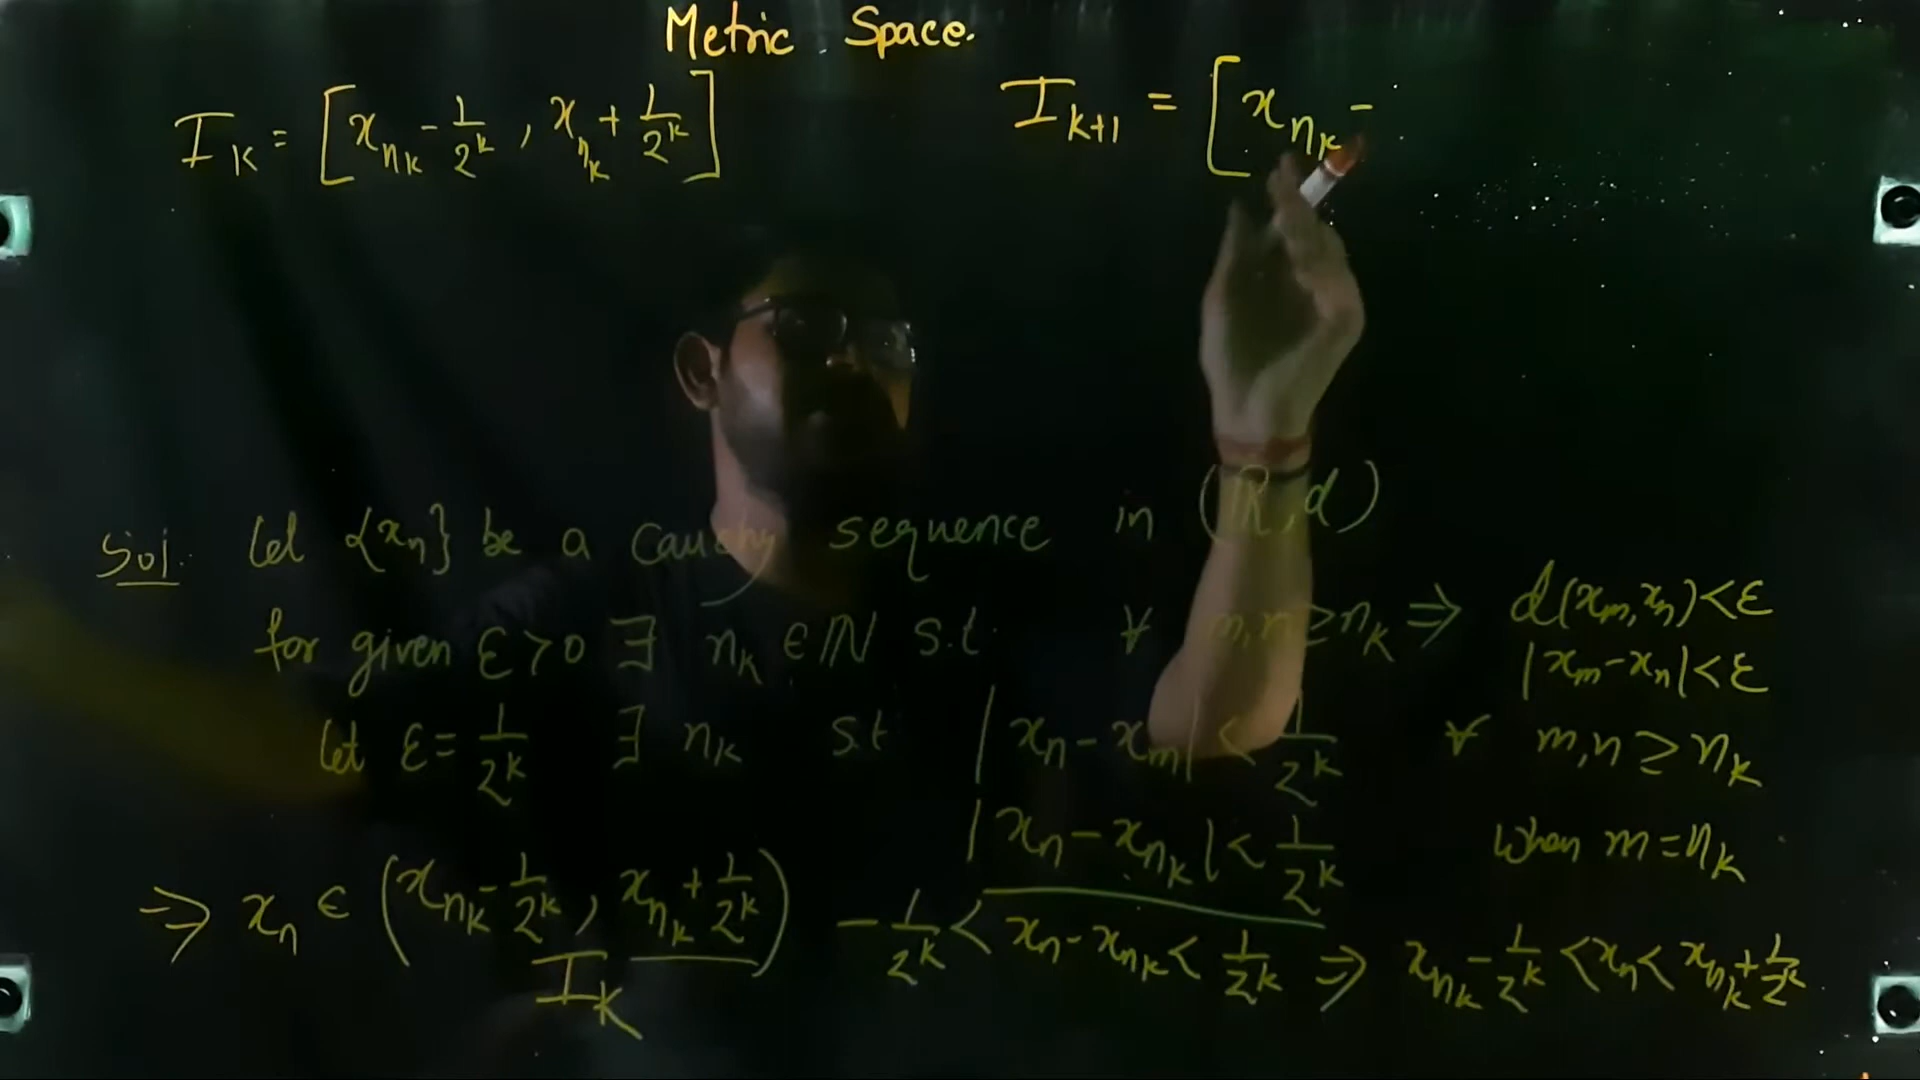 Metric Space.
I_k = [x_{n_k} - 1/2^k, x_{n_k} + 1/2^k]
I_{k+1} = [x_{n_k} -
Sol. Let {x_n} be a Cauchy sequence in (ℝ, d)
for given ε > 0 ∃ n_k ∈ ℕ s.t. ∀ m, n ≥ n_k ⇒ d(x_m, x_n) < ε
|x_m - x_n| < ε
let ε = 1/2^k ∃ n_k s.t |x_n - x_m| < 1/2^k ∀ m, n ≥ n_k
|x_n - x_{n_k}| < 1/2^k when m = n_k
⇒ x_n ∈ (x_{n_k} - 1/2^k, x_{n_k} + 1/2^k) -1/2^k < x_n - x_{n_k} < 1/2^k ⇒ x_{n_k} - 1/2^k < x_n < x_{n_k} + 1/2^k
I_k